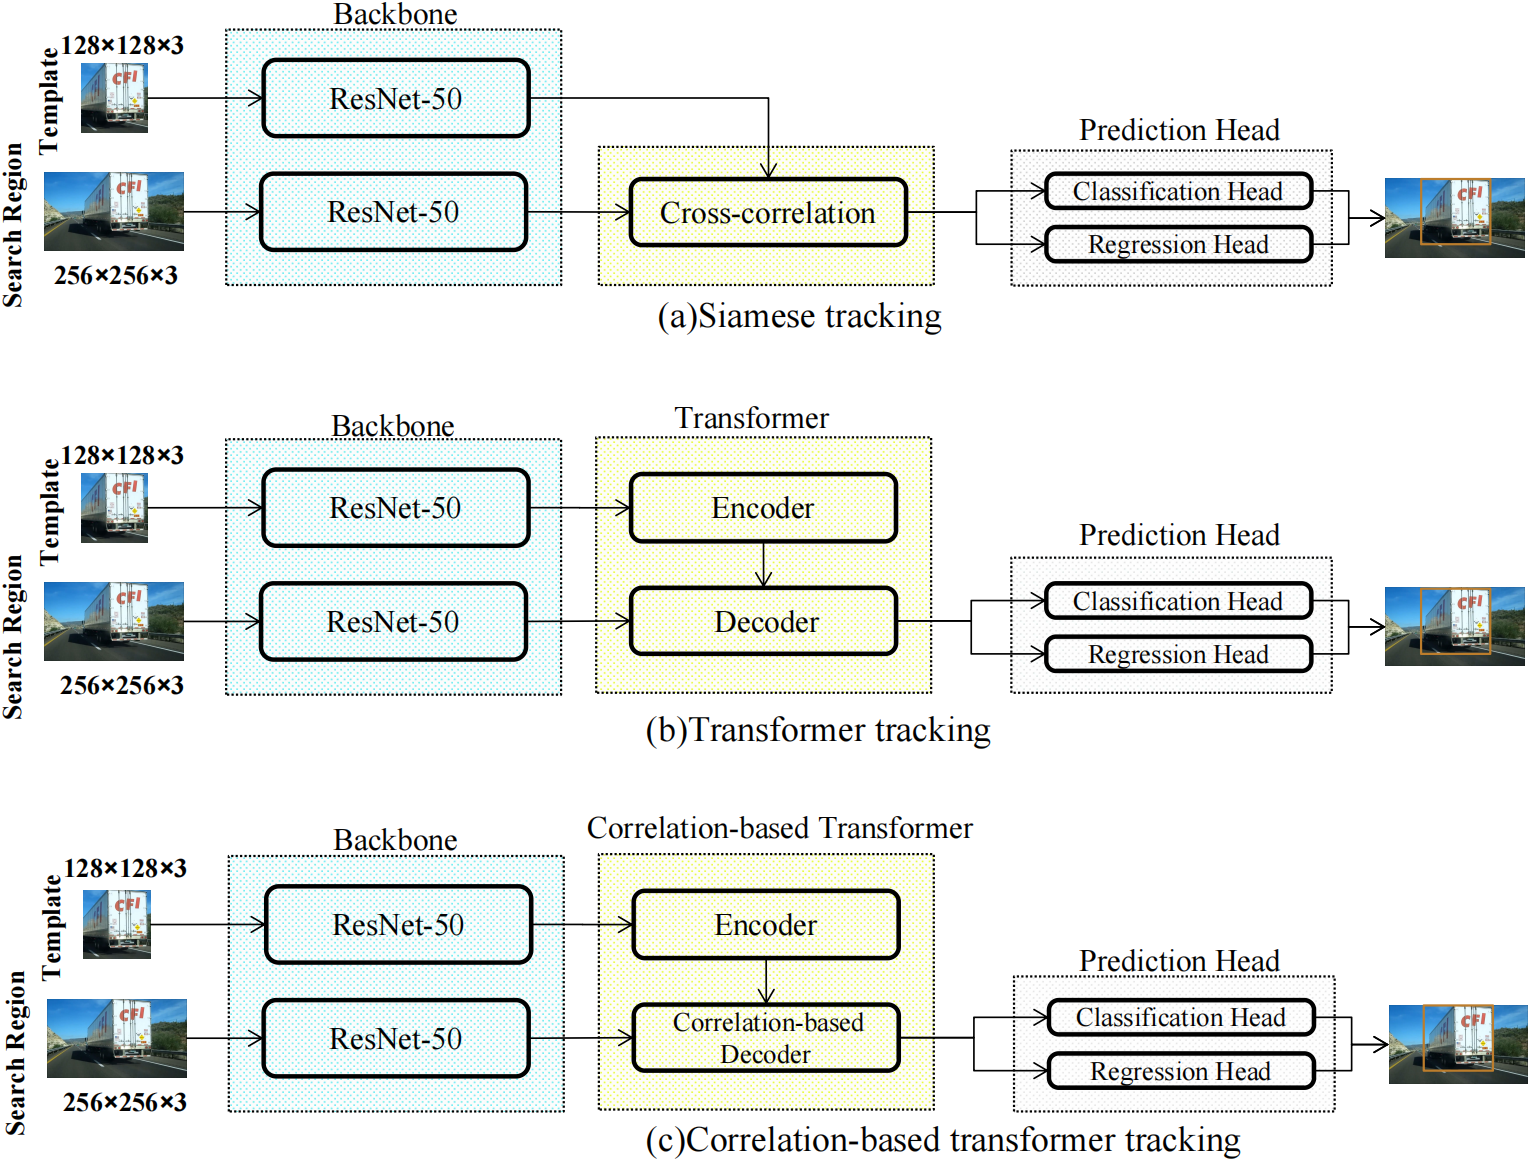 Backbone
128×128×3
Template
CFI
ResNet-50
Prediction Head
Search Region
CFI
ResNet-50
Cross-correlation
Classification Head
CFI
Regression Head
256×256×3
(a)Siamese tracking
Backbone
Transformer
128×128×3
Template
CFI
ResNet-50
Encoder
Prediction Head
Search Region
CFI
ResNet-50
Decoder
Classification Head
CFI
Regression Head
256×256×3
(b)Transformer tracking
Backbone
Correlation-based Transformer
128×128×3
Template
CFI
ResNet-50
Encoder
Prediction Head
Search Region
CFI
ResNet-50
Correlation-based
Decoder
Classification Head
CFI
Regression Head
256×256×3
(c)Correlation-based transformer tracking